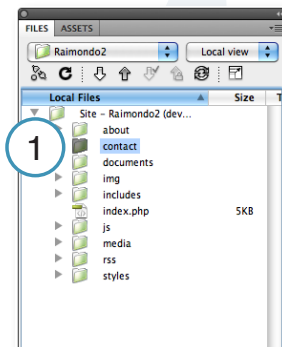 FILES ASSETS
Raimondo2 Local view
Local Files Size T
Site – Raimondo2 (dev...
about
1 contact
documents
img
includes
index.php 5KB
js
media
rss
styles